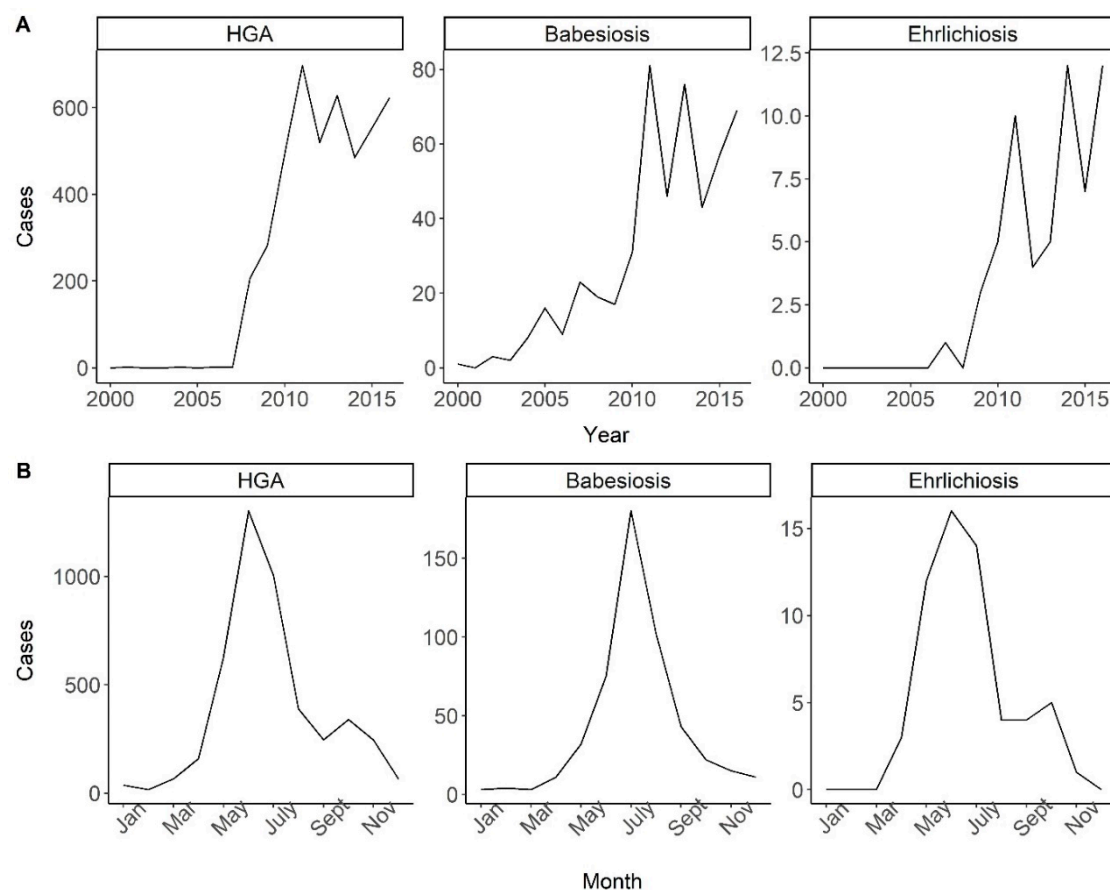 A
HGA Babesiosis Ehrlichiosis
Cases
600
400
200
0
80
60
40
20
0
12.5
10.0
7.5
5.0
2.5
0.0
2000 2005 2010 2015 2000 2005 2010 2015 2000 2005 2010 2015
Year
B
HGA Babesiosis Ehrlichiosis
Cases
1000
500
0
150
100
50
0
15
10
5
0
Jan Mar May July Sept Nov Jan Mar May July Sept Nov Jan Mar May July Sept Nov
Month